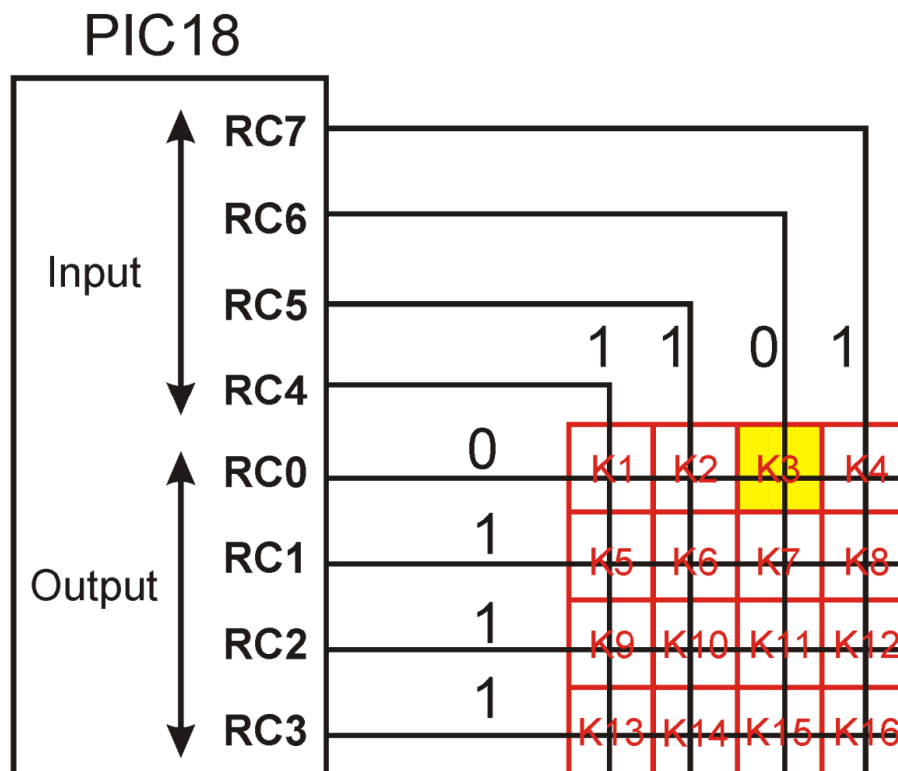 PIC18
RC7
RC6
Input
RC5
1 1 0 1
RC4
0
RC0
K1 K2 K3 K4
1
RC1
K5 K6 K7 K8
Output
1
RC2
K9 K10 K11 K12
1
RC3
K13 K14 K15 K16